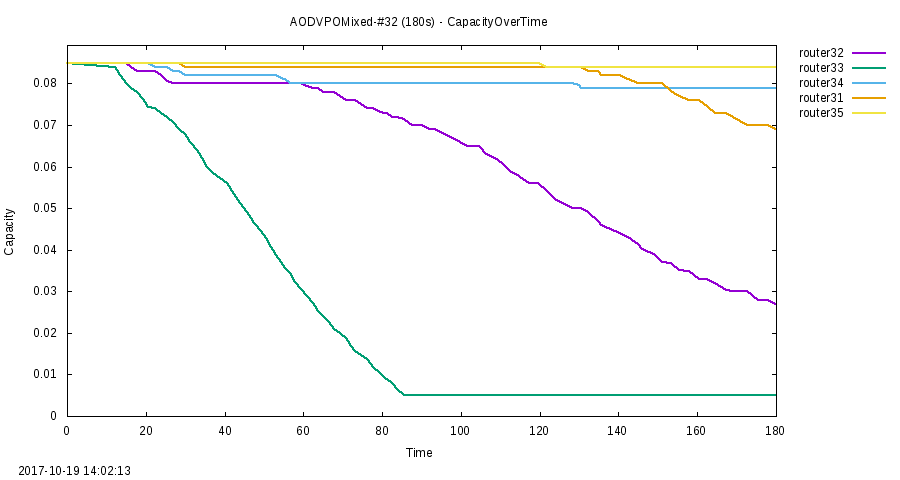 AODVPOMixed-#32 (180s) - CapacityOverTime
router32
router33
router34
router31
router35
0.08
0.07
0.06
0.05
0.04
0.03
0.02
0.01
0
Capacity
0 20 40 60 80 100 120 140 160 180
Time
2017-10-19 14:02:13